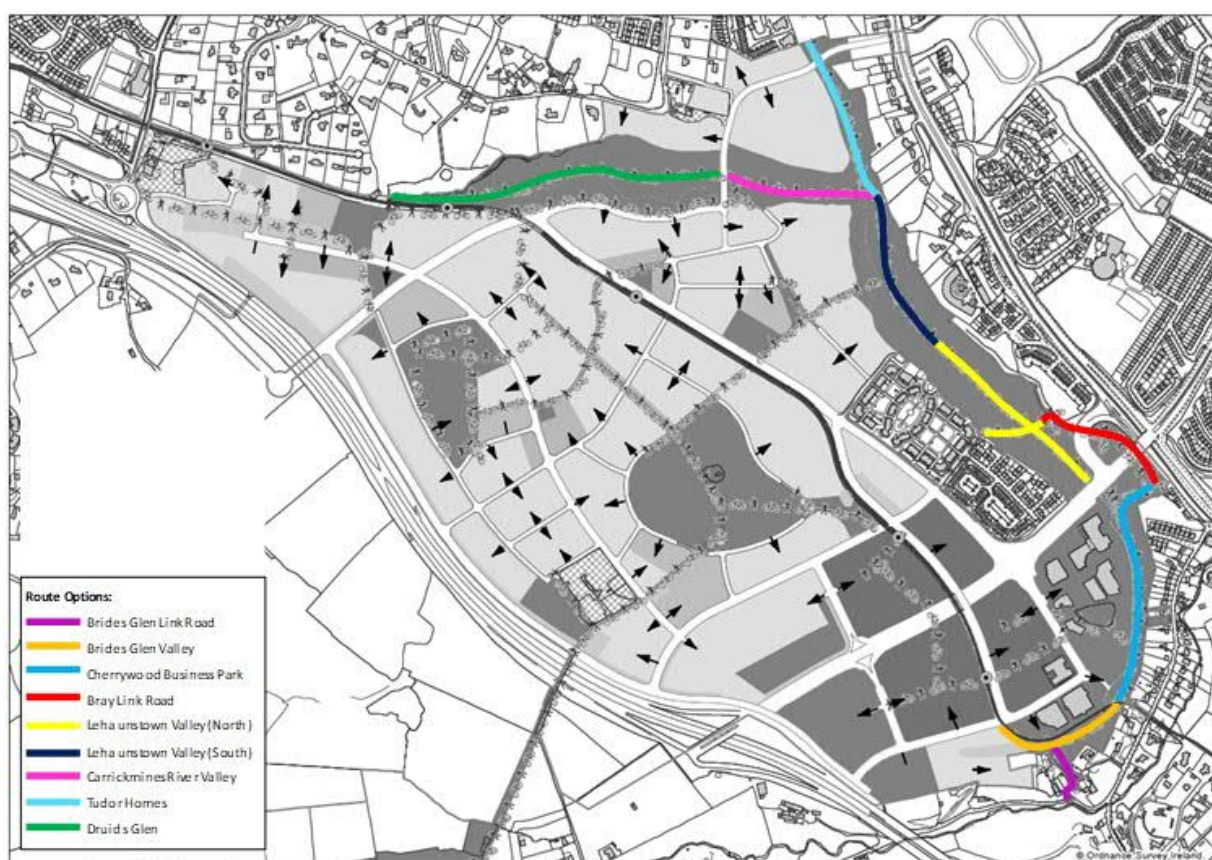 Route Options:
Brides Glen Link Road
Brides Glen Valley
Cherrywood Business Park
Bray Link Road
Lehaunstown Valley (North)
Lehaunstown Valley (South)
Carrickmines River Valley
Tudor Homes
Druids Glen
© Ordnance Survey Ireland